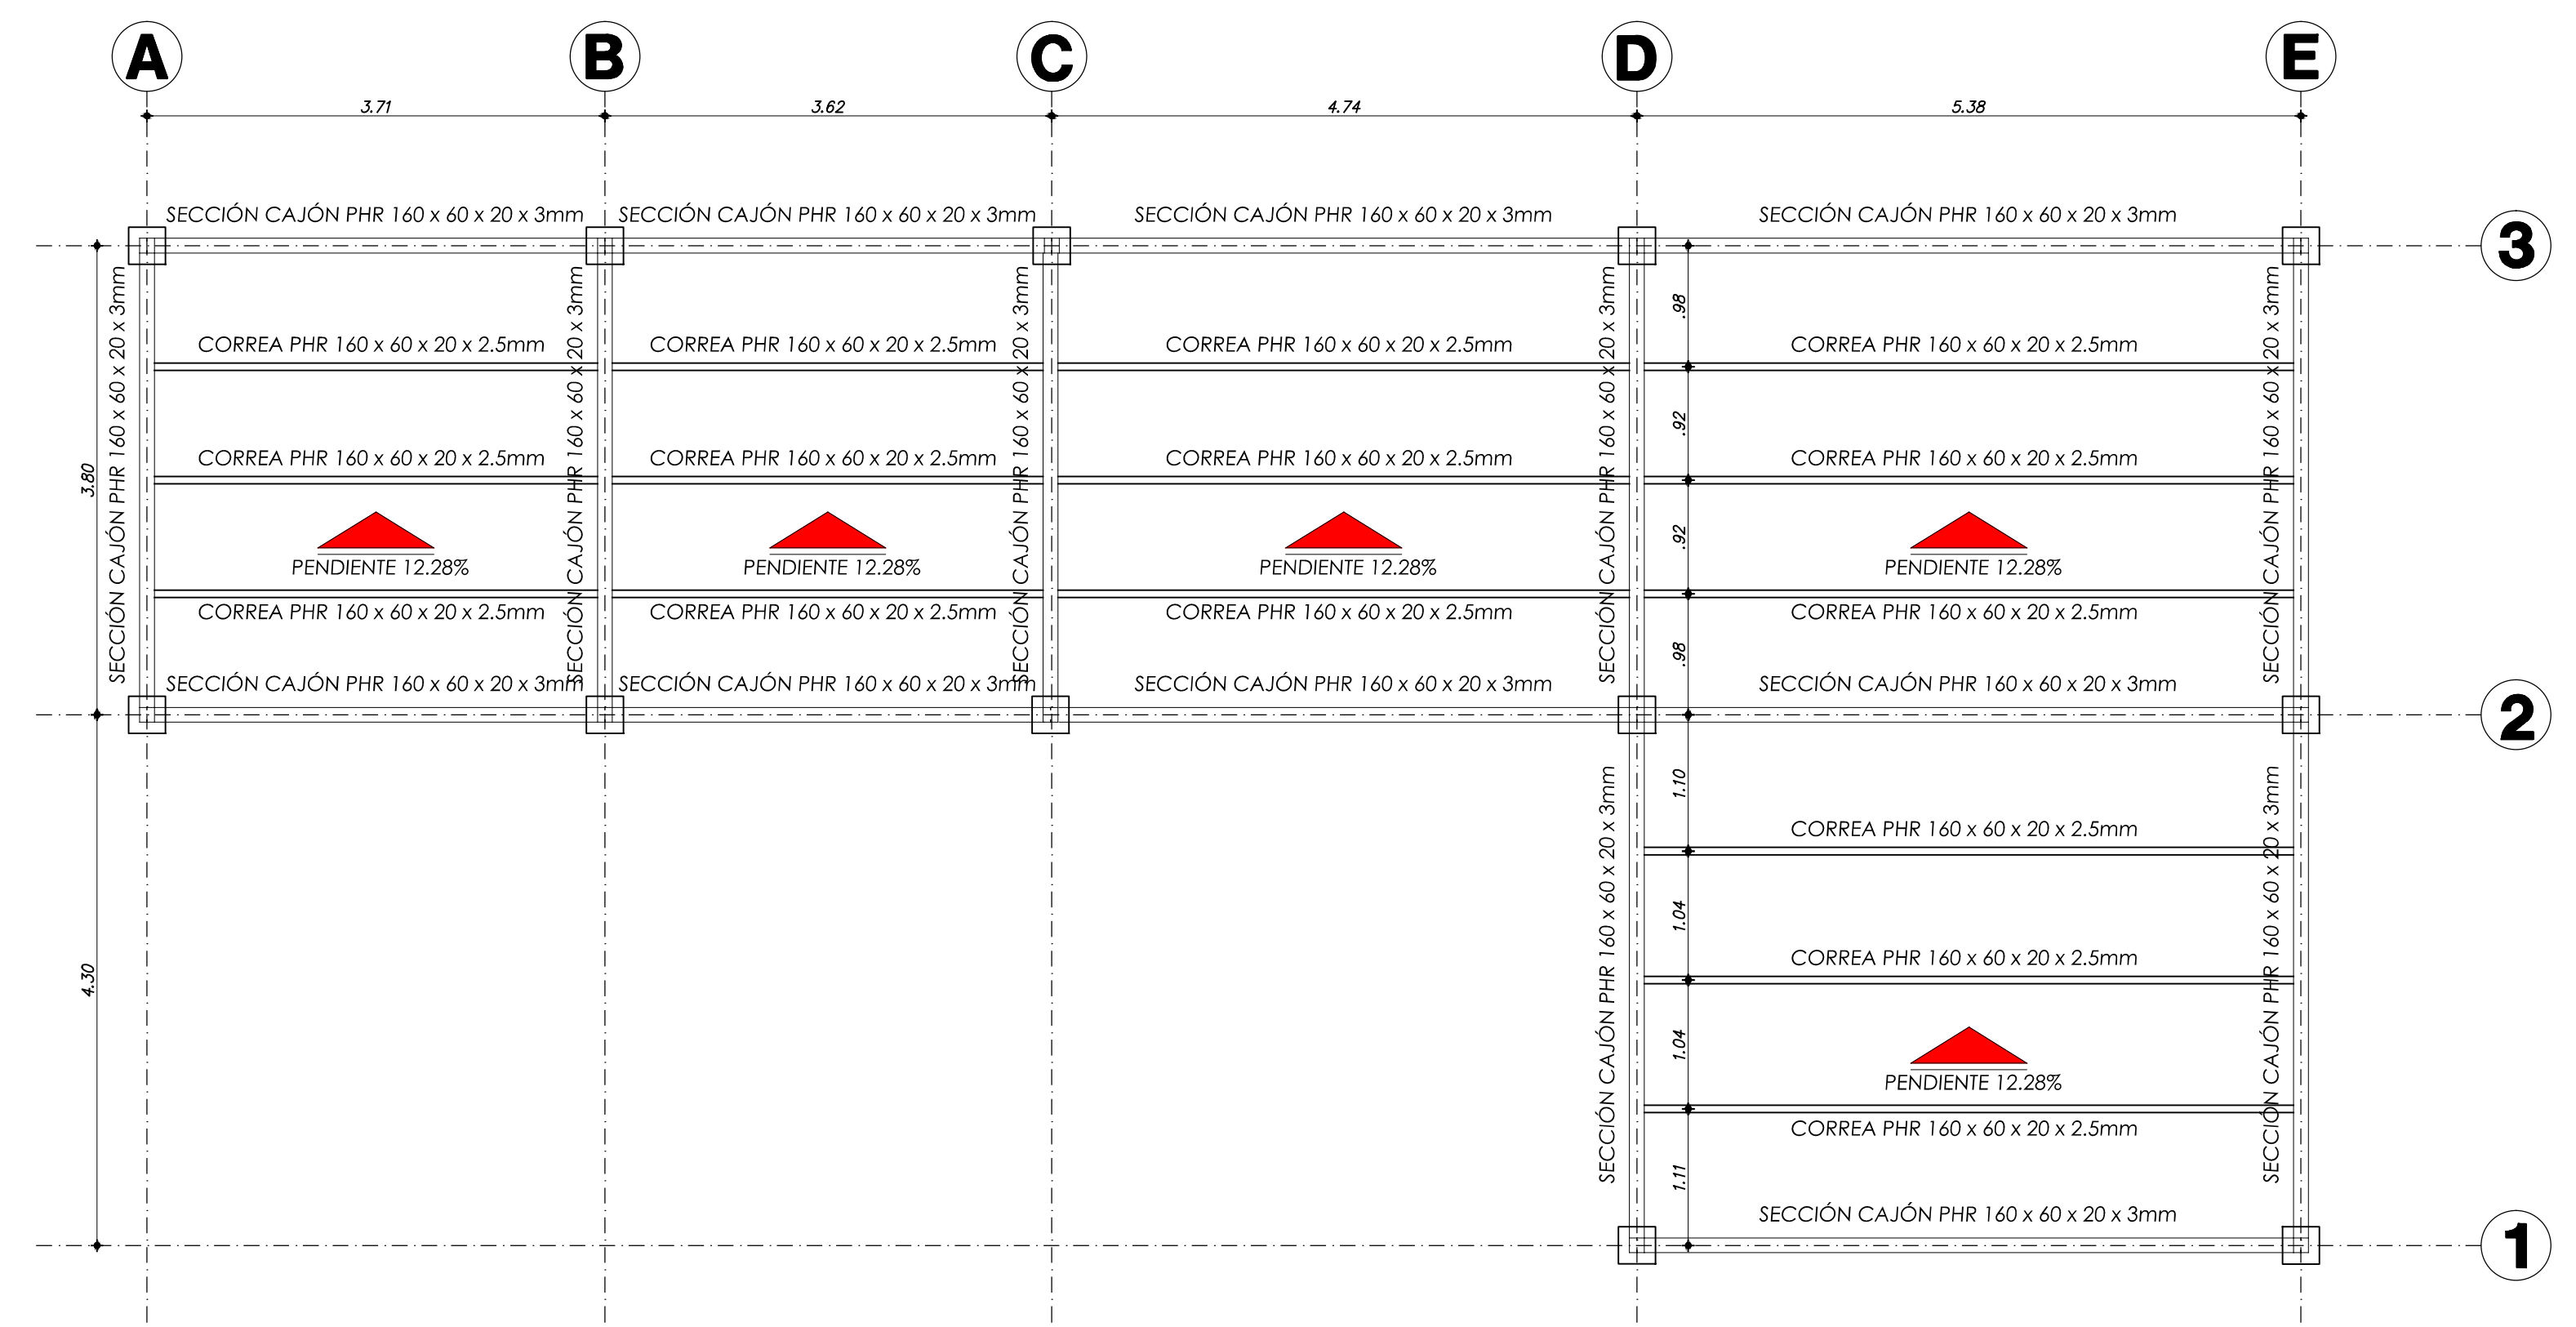 A B C D E
3.71 3.62 4.74 5.38
SECCIÓN CAJÓN PHR 160 x 60 x 20 x 3mm SECCIÓN CAJÓN PHR 160 x 60 x 20 x 3mm SECCIÓN CAJÓN PHR 160 x 60 x 20 x 3mm SECCIÓN CAJÓN PHR 160 x 60 x 20 x 3mm
3
SECCIÓN CAJÓN PHR 160 x 60 x 20 x 3mm
SECCIÓN CAJÓN PHR 160 x 60 x 20 x 3mm
SECCIÓN CAJÓN PHR 160 x 60 x 20 x 3mm
SECCIÓN CAJÓN PHR 160 x 60 x 20 x 3mm
SECCIÓN CAJÓN PHR 160 x 60 x 20 x 3mm
.98
CORREA PHR 160 x 60 x 20 x 2.5mm CORREA PHR 160 x 60 x 20 x 2.5mm CORREA PHR 160 x 60 x 20 x 2.5mm CORREA PHR 160 x 60 x 20 x 2.5mm
.92
CORREA PHR 160 x 60 x 20 x 2.5mm CORREA PHR 160 x 60 x 20 x 2.5mm CORREA PHR 160 x 60 x 20 x 2.5mm CORREA PHR 160 x 60 x 20 x 2.5mm
3.80
.92
PENDIENTE 12.28% PENDIENTE 12.28% PENDIENTE 12.28% PENDIENTE 12.28%
CORREA PHR 160 x 60 x 20 x 2.5mm CORREA PHR 160 x 60 x 20 x 2.5mm CORREA PHR 160 x 60 x 20 x 2.5mm CORREA PHR 160 x 60 x 20 x 2.5mm
.98
SECCIÓN CAJÓN PHR 160 x 60 x 20 x 3mm SECCIÓN CAJÓN PHR 160 x 60 x 20 x 3mm SECCIÓN CAJÓN PHR 160 x 60 x 20 x 3mm SECCIÓN CAJÓN PHR 160 x 60 x 20 x 3mm
2
SECCIÓN CAJÓN PHR 160 x 60 x 20 x 3mm
SECCIÓN CAJÓN PHR 160 x 60 x 20 x 3mm
1.10
CORREA PHR 160 x 60 x 20 x 2.5mm
1.04
CORREA PHR 160 x 60 x 20 x 2.5mm
4.30
1.04
PENDIENTE 12.28%
CORREA PHR 160 x 60 x 20 x 2.5mm
1.11
SECCIÓN CAJÓN PHR 160 x 60 x 20 x 3mm
1